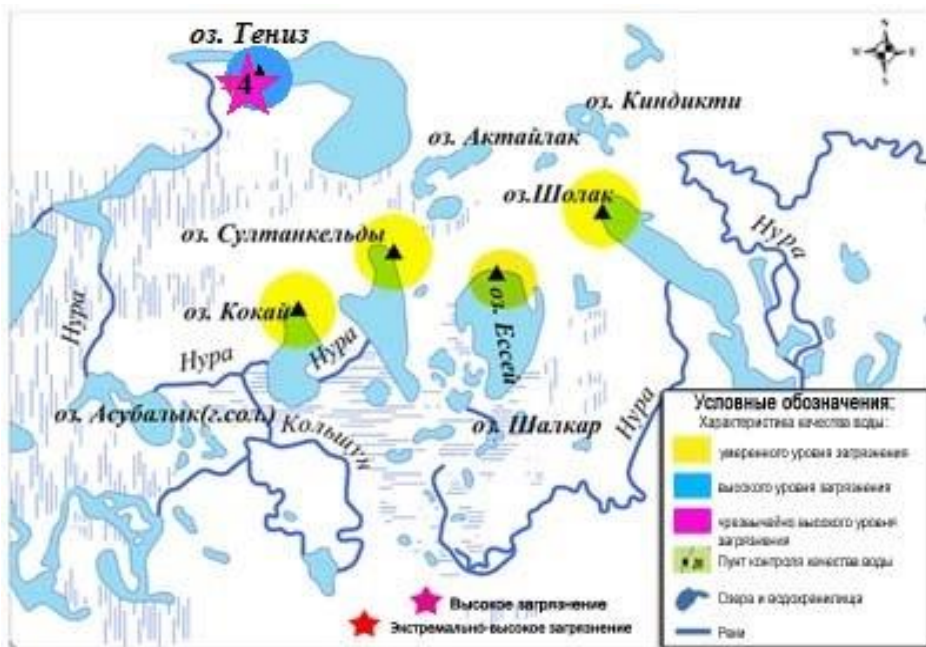 оз. Тениз
4
оз. Киндикти
оз. Актайлак
оз.Шолак
Нура
оз. Султанкельды
оз. Кокай
оз. Ессей
Нура
Нура
Нура
оз. Асубалык(г.сол.)
Кольшун
оз. Шалкар
Нура
Условные обозначения:
Характеристика качества воды:
умеренного уровня загрязнения
высокого уровня загрязнения
чрезвычайно высокого уровня
загрязнения
Пункт контроля качества воды
Озера и водохранилища
Реки
Высокое загрязнение
Экстремально-высокое загрязнение